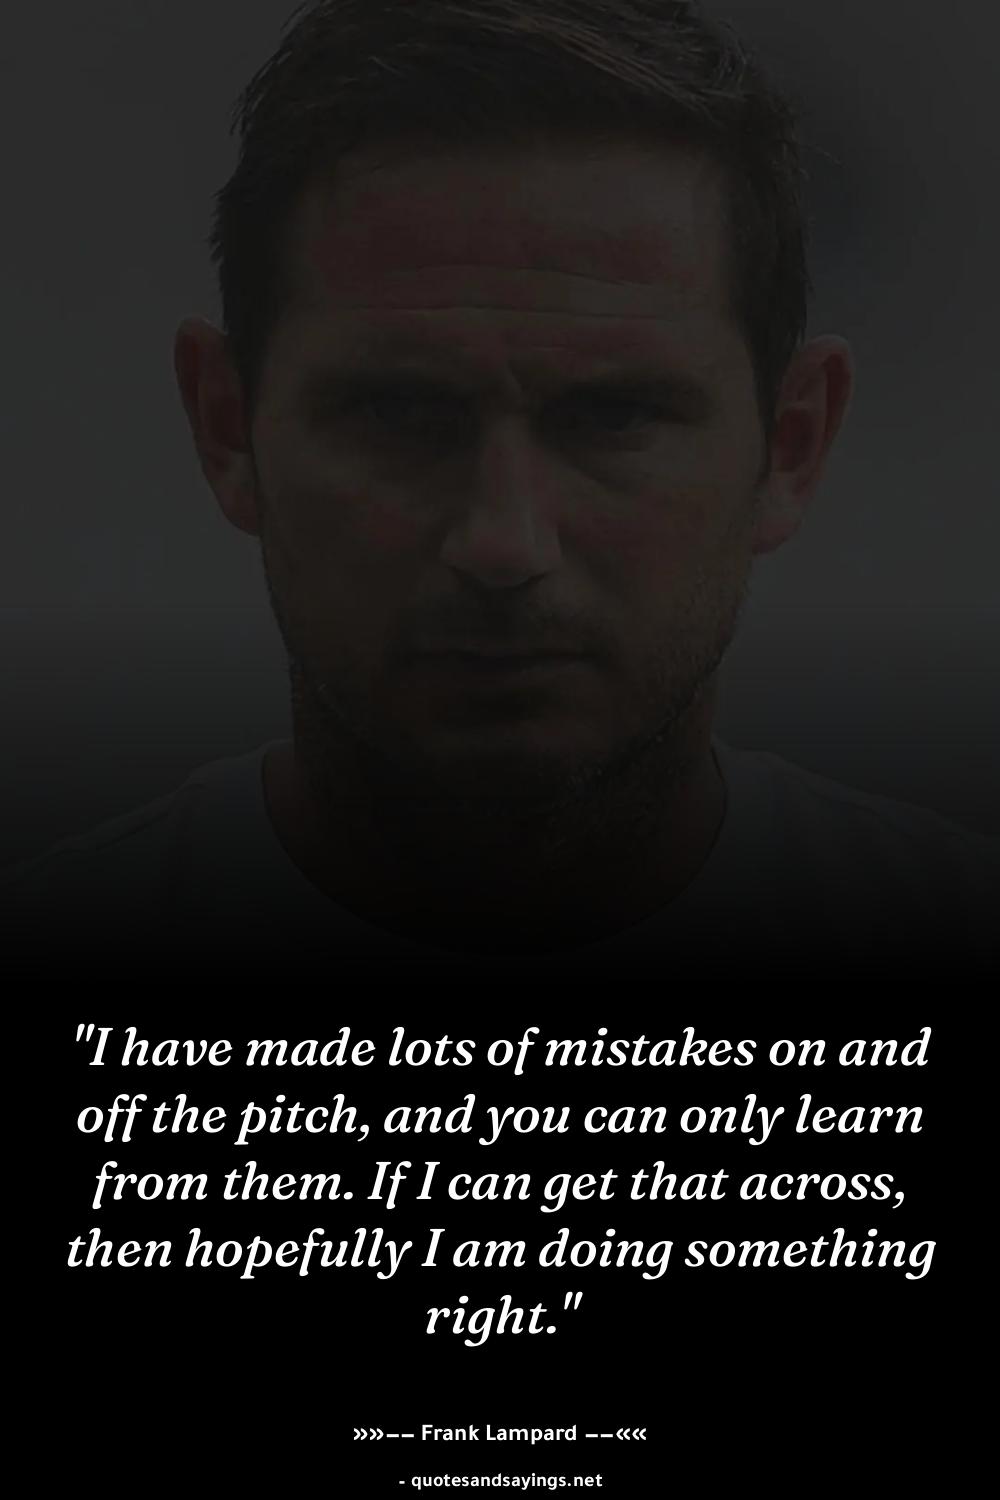 "I have made lots of mistakes on and
off the pitch, and you can only learn
from them. If I can get that across,
then hopefully I am doing something
right."
»»−− Frank Lampard −−««
- quotesandsayings.net